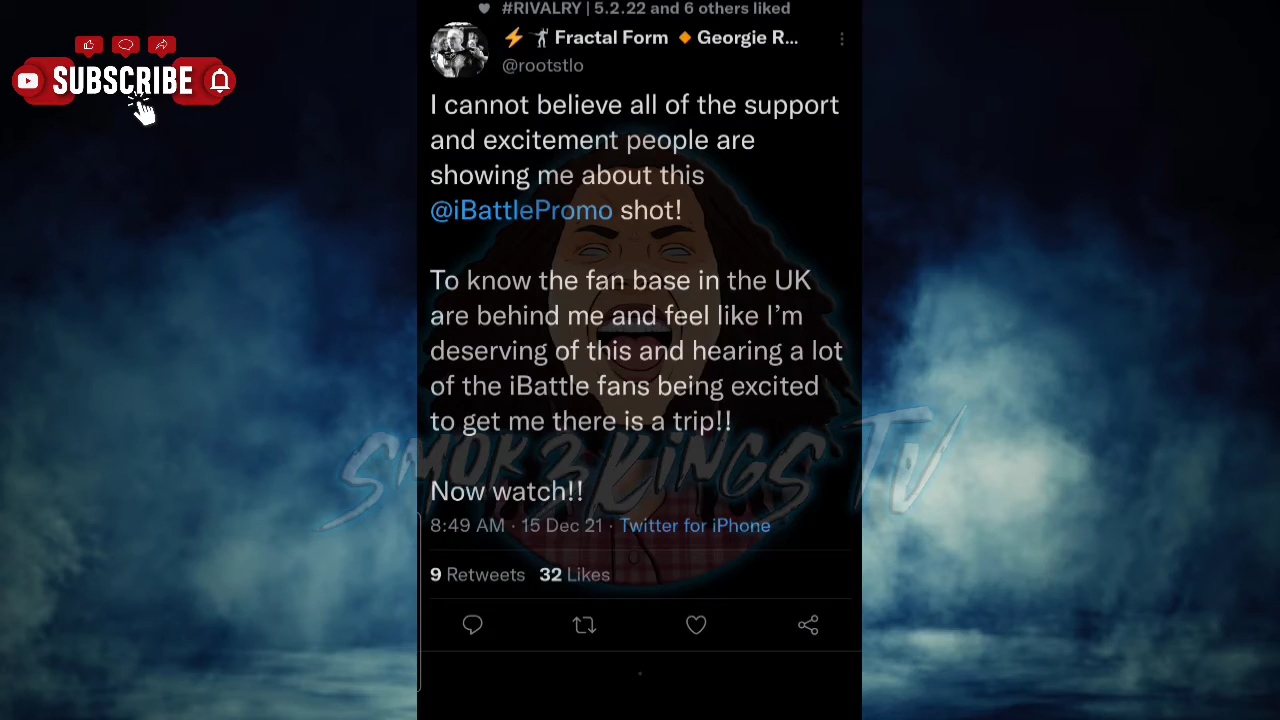 #RIVALRY | 5.2.22 and 6 others liked
SUBSCRIBE
⚡ Fractal Form 🔸 Georgie R...
@rootstlo
I cannot believe all of the support
and excitement people are
showing me about this
@iBattlePromo shot!
To know the fan base in the UK
are behind me and feel like I'm
deserving of this and hearing a lot
of the iBattle fans being excited
to get me there is a trip!!
SMOK3KINGS TV
Now watch!!
8:49 AM · 15 Dec 21 · Twitter for iPhone
9 Retweets 32 Likes